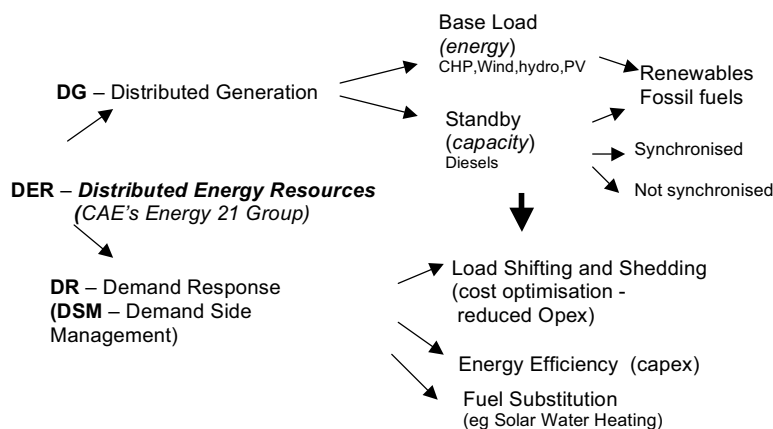 Base Load
(energy)
CHP,Wind,hydro,PV
Renewables
Fossil fuels
DG – Distributed Generation
Standby
(capacity)
Diesels
Synchronised
Not synchronised
DER – Distributed Energy Resources
(CAE's Energy 21 Group)
DR – Demand Response
(DSM – Demand Side
Management)
Load Shifting and Shedding
(cost optimisation -
reduced Opex)
Energy Efficiency (capex)
Fuel Substitution
(eg Solar Water Heating)